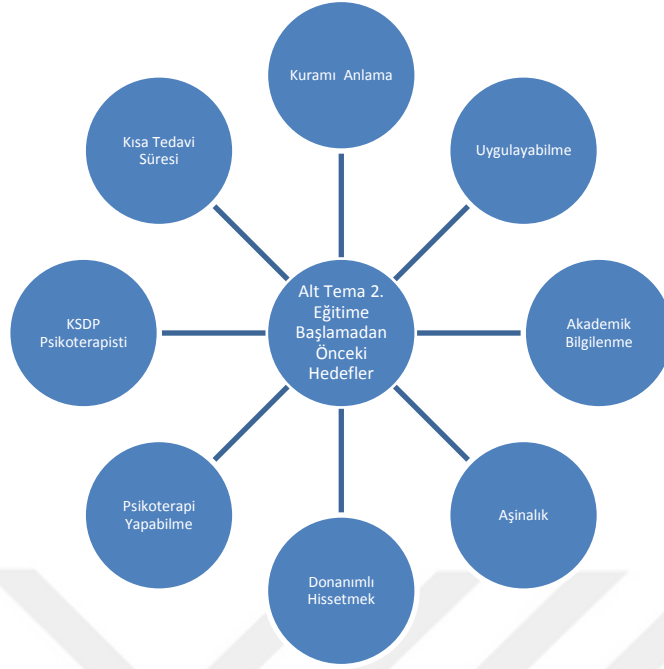 Kuramı Anlama
Uygulayabilme
Akademik
Bilgilenme
Aşinalık
Donanımlı
Hissetmek
Psikoterapi
Yapabilme
KSDP
Psikoterapisti
Kısa Tedavi
Süresi
Alt Tema 2.
Eğitime
Başlamadan
Önceki
Hedefler